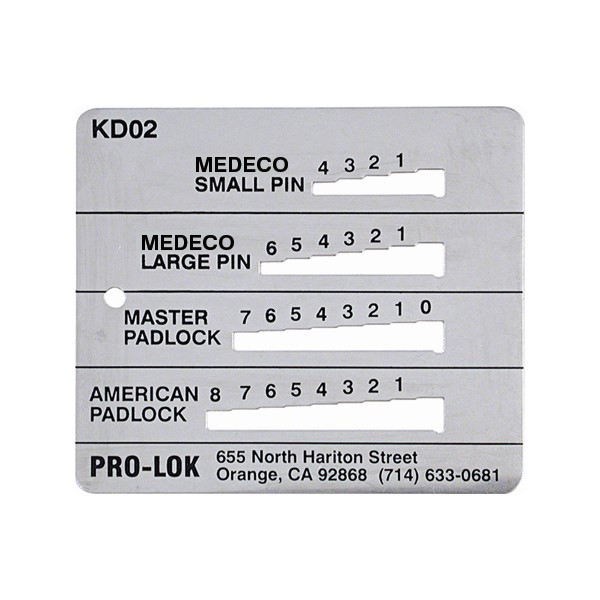 KD02
MEDECO 4 3 2 1
SMALL PIN
MEDECO 6 5 4 3 2 1
LARGE PIN
MASTER 7 6 5 4 3 2 1 0
PADLOCK
AMERICAN 8 7 6 5 4 3 2 1
PADLOCK
PRO-LOK 655 North Hariton Street
Orange, CA 92868 (714) 633-0681